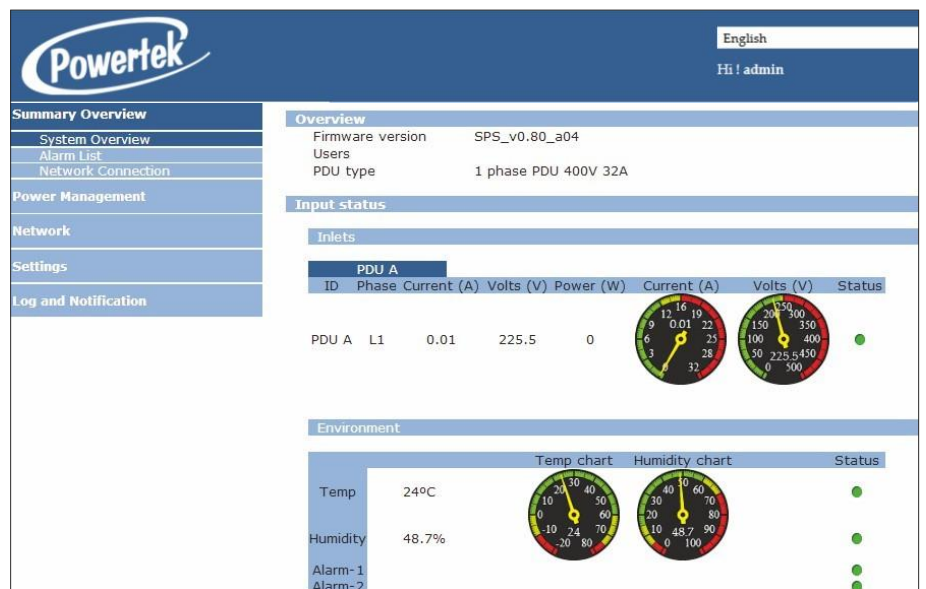 Powertek
English
Hi ! admin
Summary Overview
System Overview
Alarm List
Network Connection
Power Management
Network
Settings
Log and Notification
Overview
Firmware version SPS_v0.80_a04
Users
PDU type 1 phase PDU 400V 32A
Input status
Inlets
PDU A
ID Phase Current (A) Volts (V) Power (W) Current (A) Volts (V) Status
PDU A L1 0.01 225.5 0
3 6 9 12 16 19 22 25 28 32
0.01
0 50 100 150 200 250 300 350 400 450 500
225.5
Environment
Temp chart Humidity chart Status
Temp 24ºC
-20 -10 0 10 20 30 40 50 60 70 80
24
Humidity 48.7%
0 10 20 30 40 50 60 70 80 90 100
48.7
Alarm-1
Alarm-2